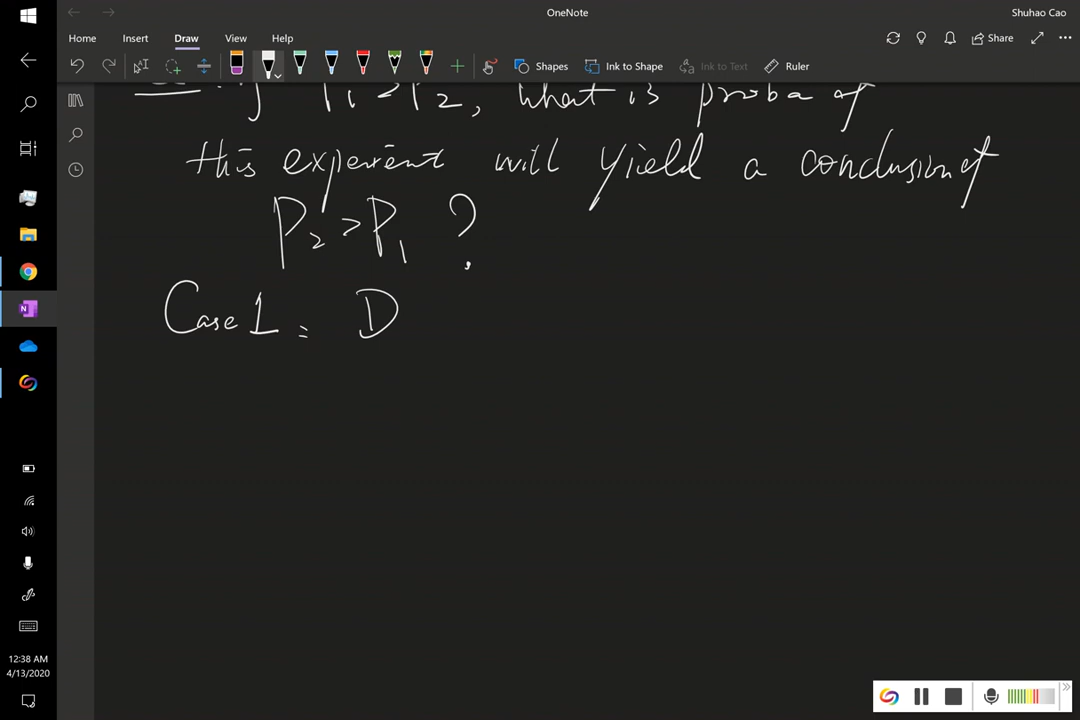 OneNote
Shuhao Cao
Home Insert Draw View Help
Share
Shapes Ink to Shape Ink to Text Ruler
if P1 > P2, what is proba of
this experient will yield a conclusion of
P2 > P1 ?
Case 1 : D
12:38 AM
4/13/2020